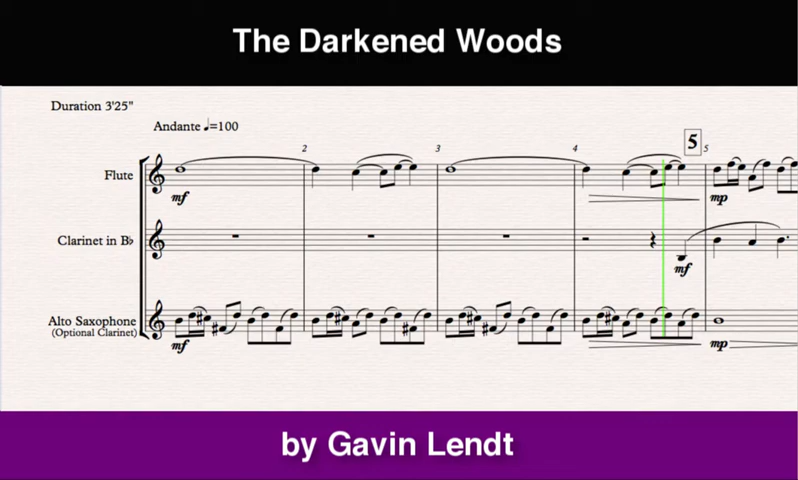 The Darkened Woods
Duration 3'25"
Andante ♩=100
2
3
4
5
5
Flute
mf
mp
Clarinet in B♭
mf
Alto Saxophone
(Optional Clarinet)
mf
mp
by Gavin Lendt